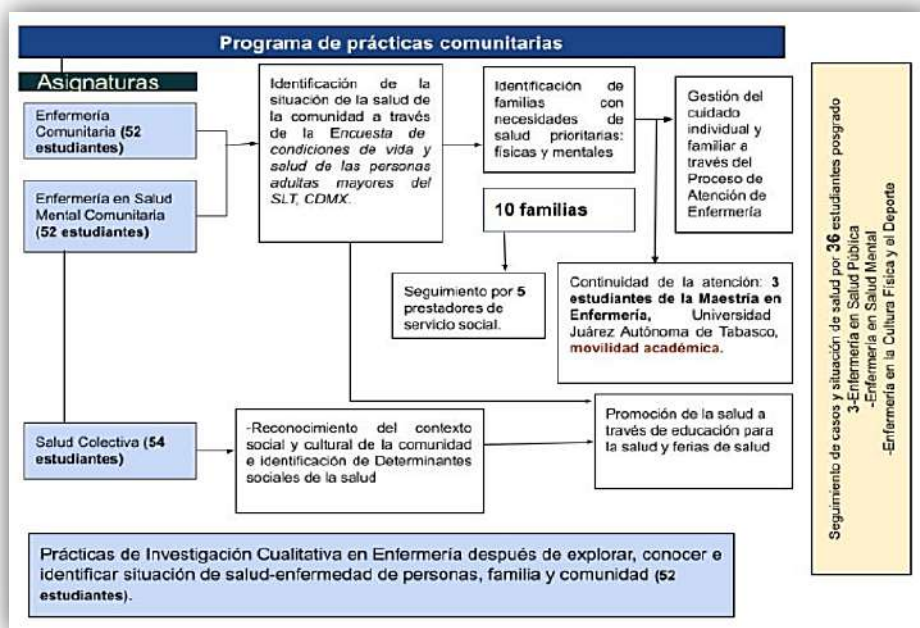 Programa de prácticas comunitarias
Asignaturas
Enfermería
Comunitaria (52
estudiantes)
Enfermería en Salud
Mental Comunitaria
(52 estudiantes)
Salud Colectiva (54
estudiantes)
Identificación de la
situación de la salud de
la comunidad a través
de la Encuesta de
condiciones de vida y
salud de las personas
adultas mayores del
SLT, CDMX.
Identificación de
familias con
necesidades de
salud prioritarias:
físicas y mentales
10 familias
Seguimiento por 5
prestadores de
servicio social.
Gestión del
cuidado
individual y
familiar a
través del
Proceso de
Atención de
Enfermería
Continuidad de la atención: 3
estudiantes de la Maestría en
Enfermería, Universidad
Juárez Autónoma de Tabasco,
movilidad académica.
-Reconocimiento del contexto
social y cultural de la comunidad
e identificación de Determinantes
sociales de la salud
Promoción de la salud a
través de educación para
la salud y ferias de salud
Prácticas de Investigación Cualitativa en Enfermería después de explorar, conocer e
identificar situación de salud-enfermedad de personas, familia y comunidad (52
estudiantes).
Seguimiento de casos y situación de salud por 36 estudiantes posgrado
3-Enfermería en Salud Pública
-Enfermería en Salud Mental
-Enfermería en la Cultura Física y el Deporte